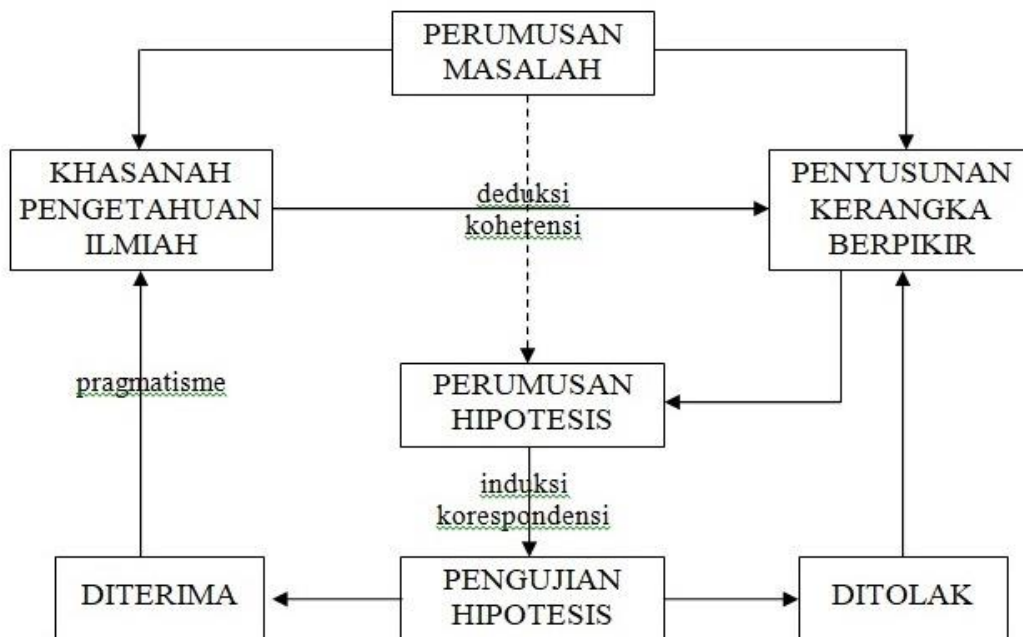 PERUMUSAN
MASALAH
KHASANAH
PENGETAHUAN
ILMIAH
deduksi
koherensi
PENYUSUNAN
KERANGKA
BERPIKIR
pragmatisme
PERUMUSAN
HIPOTESIS
induksi
korespondensi
DITERIMA
PENGUJIAN
HIPOTESIS
DITOLAK